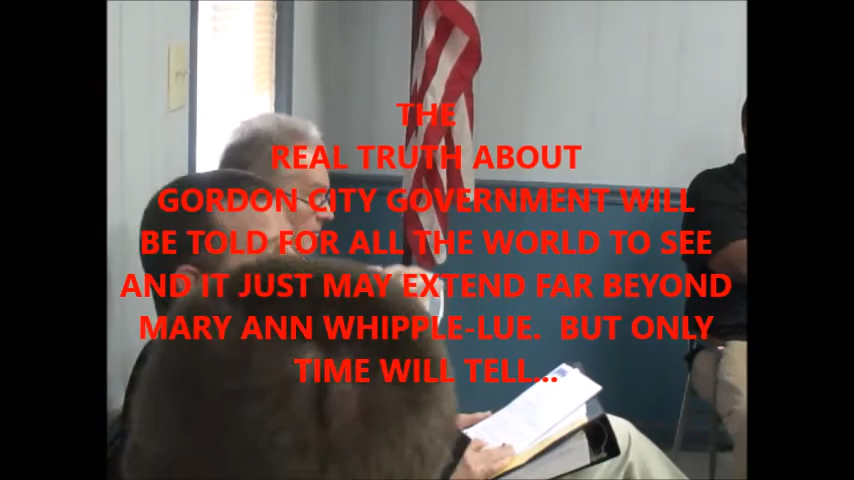 THE
REAL TRUTH ABOUT
GORDON CITY GOVERNMENT WILL
BE TOLD FOR ALL THE WORLD TO SEE
AND IT JUST MAY EXTEND FAR BEYOND
MARY ANN WHIPPLE-LUE.  BUT ONLY
TIME WILL TELL...